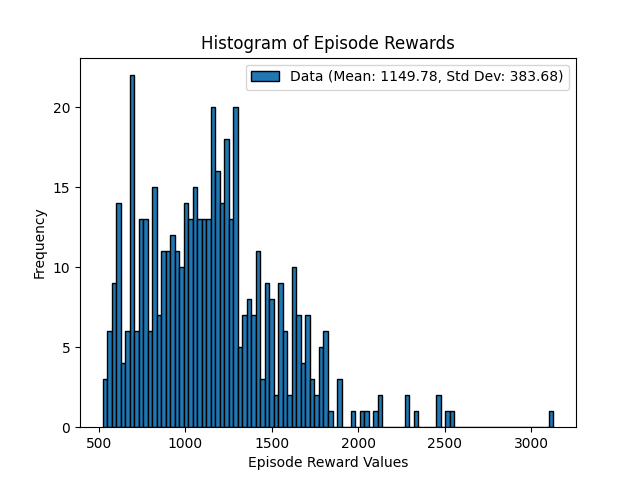 Histogram of Episode Rewards
Data (Mean: 1149.78, Std Dev: 383.68)
20
15
10
5
0
Frequency
500 1000 1500 2000 2500 3000
Episode Reward Values